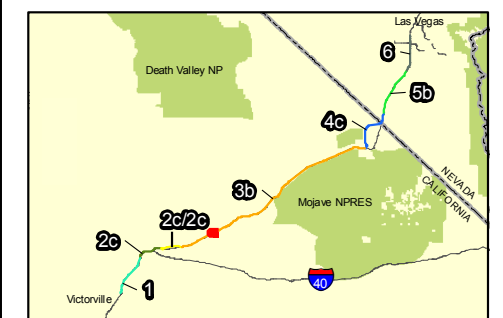 Las Vegas
6
Death Valley NP
5b
4c
NEVADA
CALIFORNIA
3b
Mojave NPRES
2c/2c
2c
40
1
Victorville